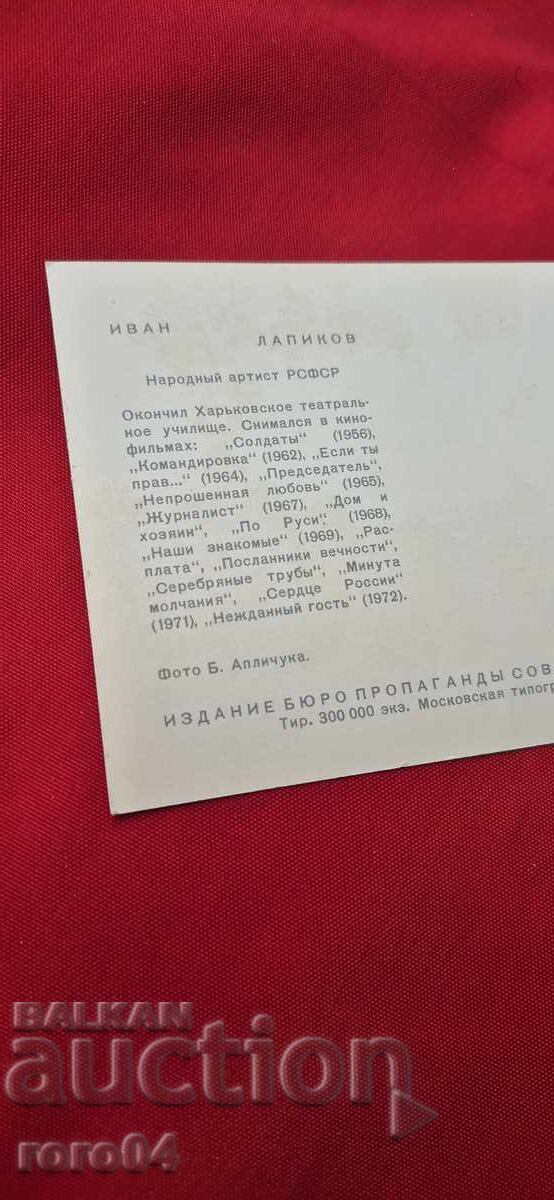 ИВАН
ЛАПИКОВ
Народный артист РСФСР
Окончил Харьковское театраль-
ное училище. Снимался в кино-
фильмах: „Солдаты“ (1956),
„Командировка“ (1962), „Если ты
прав...“ (1964), „Председатель“,
„Непрошенная любовь“ (1965),
„Журналист“ (1967), „Дом и
хозяин“, „По Руси“ (1968),
„Наши знакомые“ (1969), „Рас-
плата“, „Посланники вечности“,
„Серебряные трубы“, „Минута
молчания“, „Сердце России“
(1971), „Нежданный гость“ (1972).
Фото Б. Апличука.
ИЗДАНИЕ БЮРО ПРОПАГАНДЫ СОВ
Тир. 300 000 экз. Московская типогр
BALKAN
auction
roro04